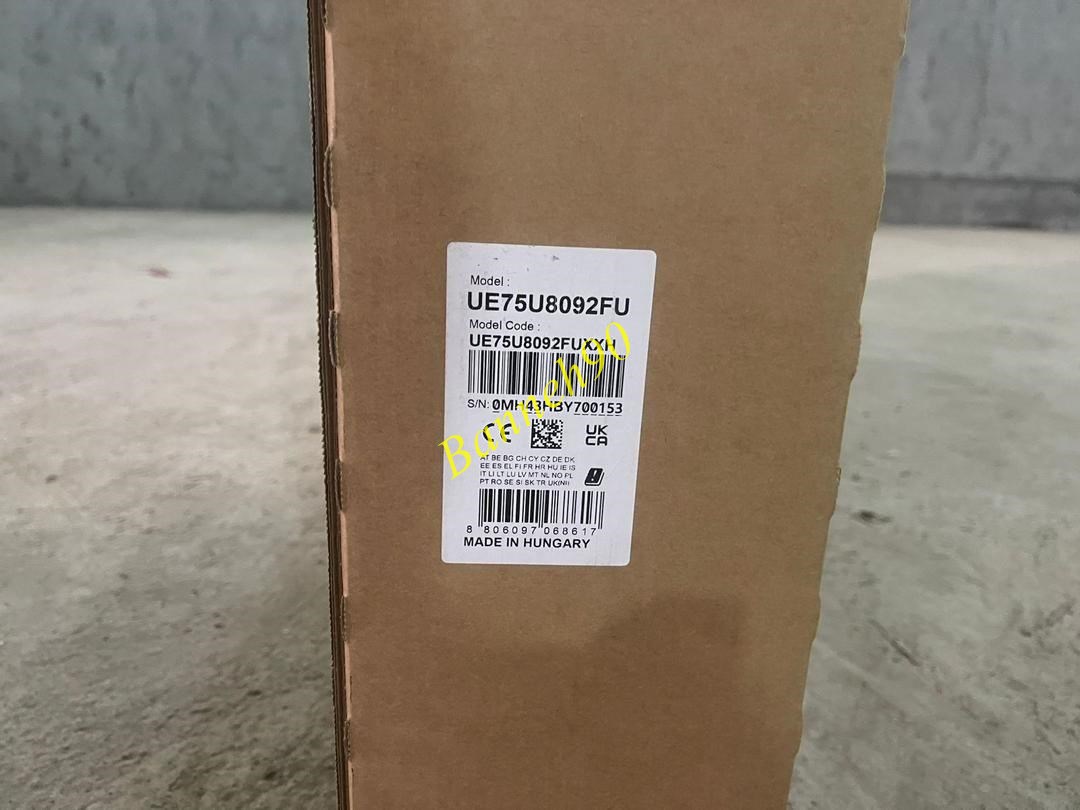 Model :
UE75U8092FU
Model Code :
UE75U8092FUXXH
S/N: 0MH43HBY700153
CE
UK
CA
AT BE BG CH CY CZ DE DK
EE ES EL FI FR HR HU IE IS
IT LI LT LU LV MT NL NO PL
PT RO SE SI SK TR UK(NI)
8 806097 068617
MADE IN HUNGARY
Bannch90